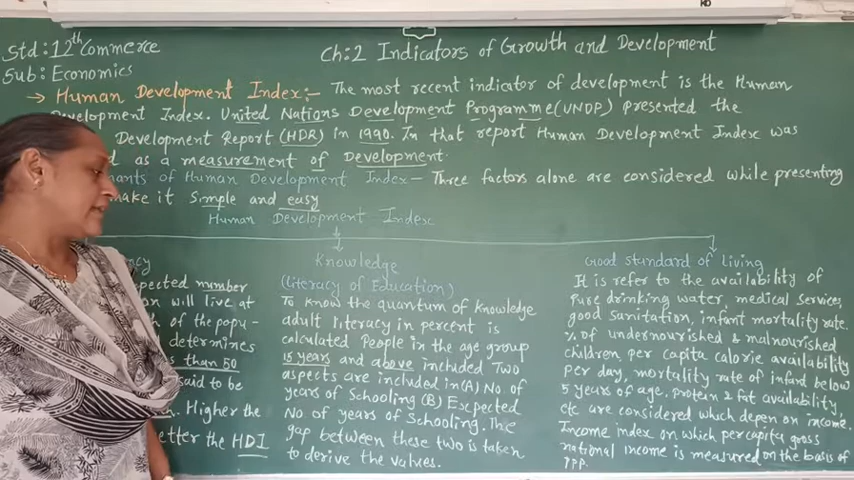 Std: 12th Commerce
Sub: Economics
Ch:2 Indicators of Growth and Development
→ Human Development Index:- The most recent indicator of development is the Human
Development Index. United Nations Development Programme (UNDP) presented the
Development Report (HDR) in 1990. In that report Human Development Index was
as a measurement of Development.
of Human Development Index - Three factors alone are considered while presenting
make it simple and easy
Human Development Index
number
will live at
of the popu-
determines
than 50
said to be
Higher the
the HDI
Knowledge
(Literacy of Education)
To know the quantum of knowledge
adult literacy in percent is
calculated People in the age group
15 years and above included Two
aspects are included in (A) No. of
years of Schooling (B) Escpected
No of years of Schooling. The
gap between these two is taken
to derive the values.
Good standard of living
It is refer to the availability of
Pure drinking water, medical Services,
good Sanitation, infant mortality rate.
% of undernourished & malnourished
children per capita calorie availability
per day, mortality rate of infant below
5 years of age. protein & fat availability,
etc are considered which depen on income.
Income index on which percapita gross
national income is measured on the basis of
PPP.